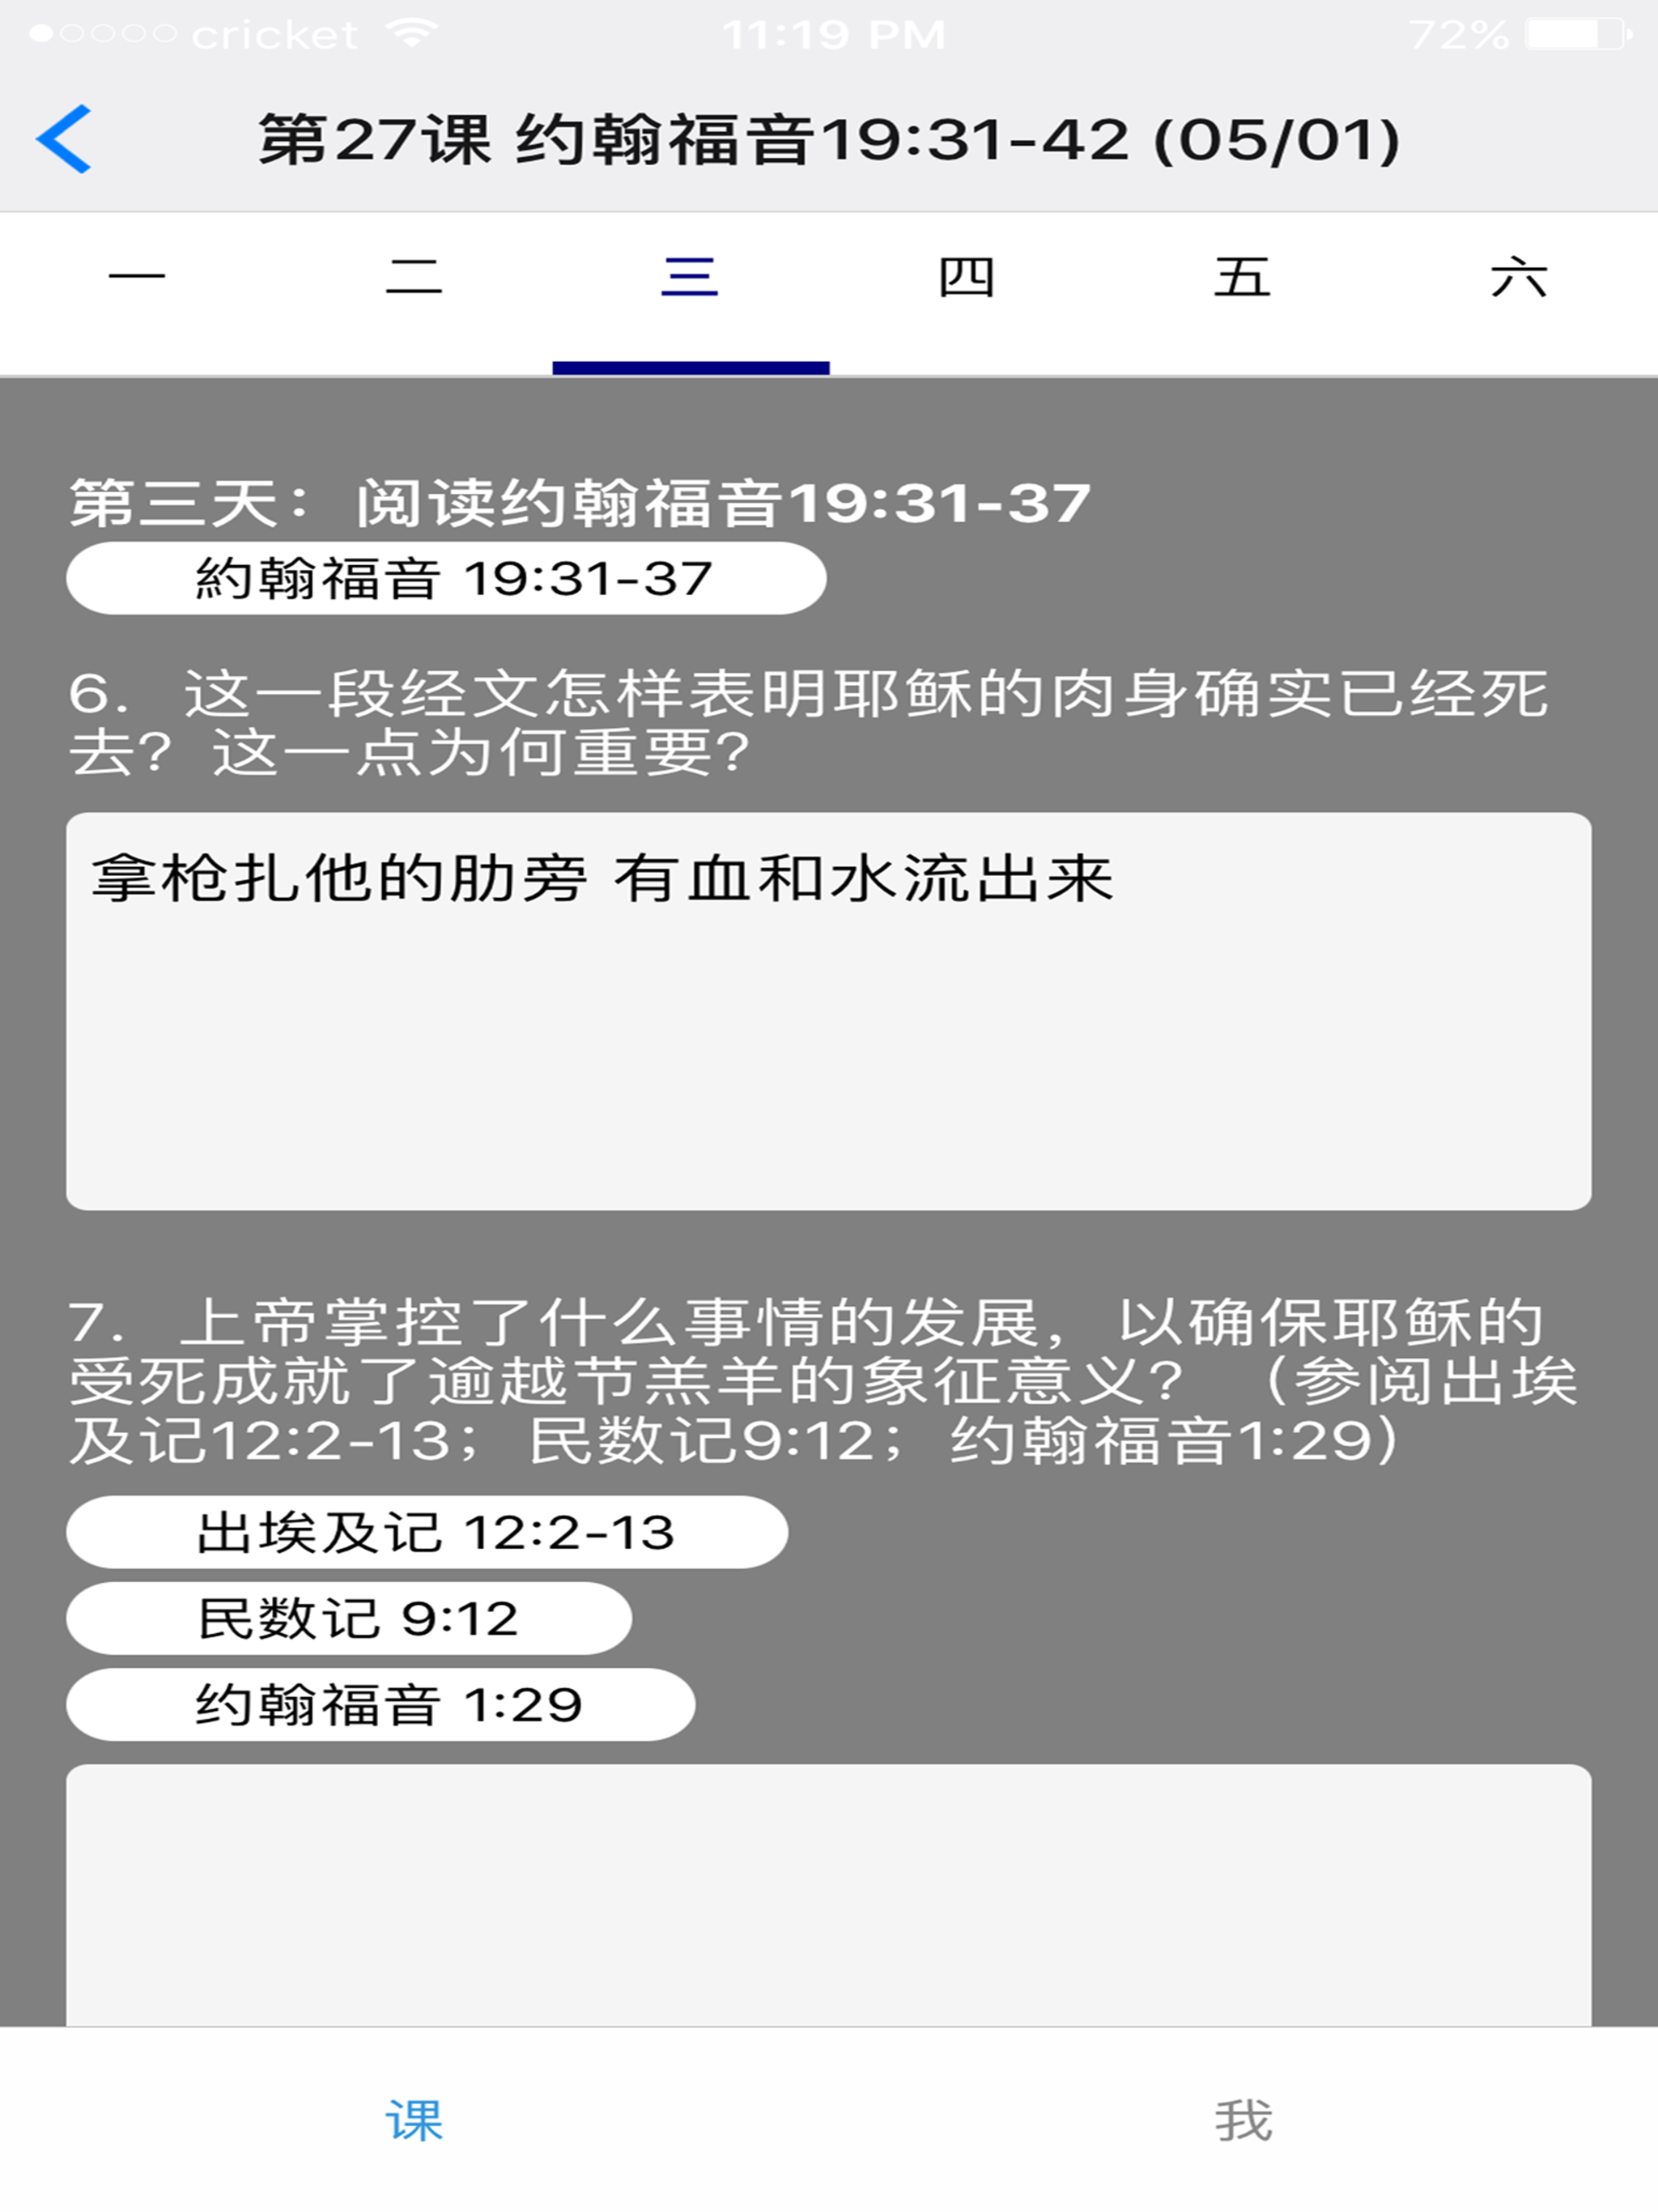 cricket 11:19 PM 72%
第27课 约翰福音19:31-42 (05/01)
一 二 三 四 五 六
第三天：阅读约翰福音19:31-37
约翰福音 19:31-37
6. 这一段经文怎样表明耶稣的肉身确实已经死
去？这一点为何重要？
拿枪扎他的肋旁 有血和水流出来
7. 上帝掌控了什么事情的发展，以确保耶稣的
受死成就了逾越节羔羊的象征意义？（参阅出埃
及记12:2-13；民数记9:12；约翰福音1:29）
出埃及记 12:2-13
民数记 9:12
约翰福音 1:29
课 我